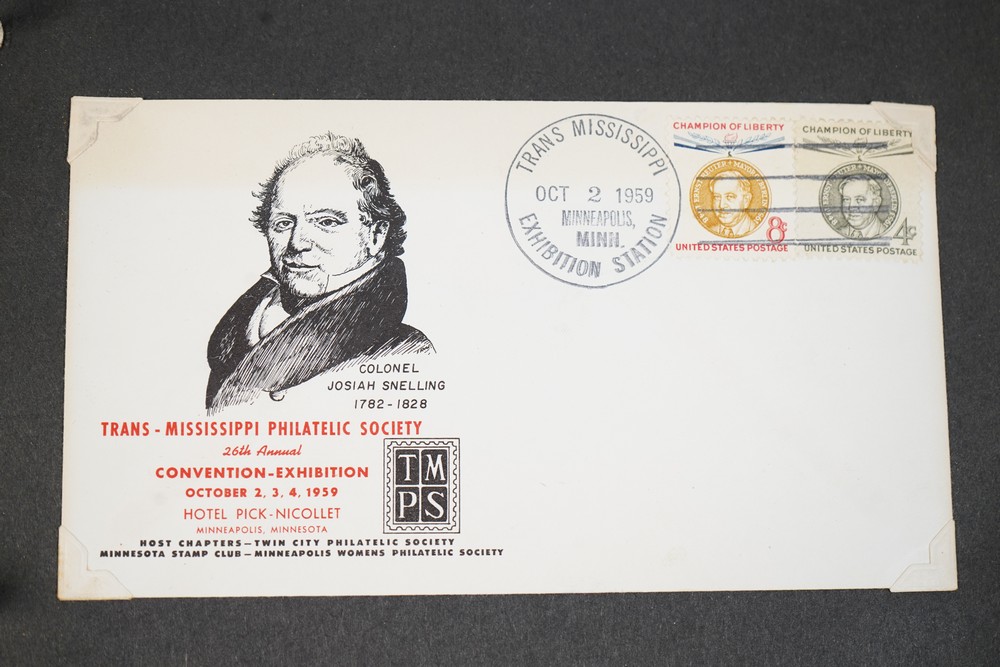 COLONEL
JOSIAH SNELLING
1782-1828
TRANS-MISSISSIPPI PHILATELIC SOCIETY
26th Annual
CONVENTION-EXHIBITION
OCTOBER 2, 3, 4, 1959
HOTEL PICK-NICOLLET
MINNEAPOLIS, MINNESOTA
TM
PS
HOST CHAPTERS—TWIN CITY PHILATELIC SOCIETY
MINNESOTA STAMP CLUB—MINNEAPOLIS WOMENS PHILATELIC SOCIETY
TRANS MISSISSIPPI
OCT 2 1959
MINNEAPOLIS,
MINN.
EXHIBITION STATION
CHAMPION OF LIBERTY
8¢
UNITED STATES POSTAGE
CHAMPION OF LIBERTY
4¢
UNITED STATES POSTAGE